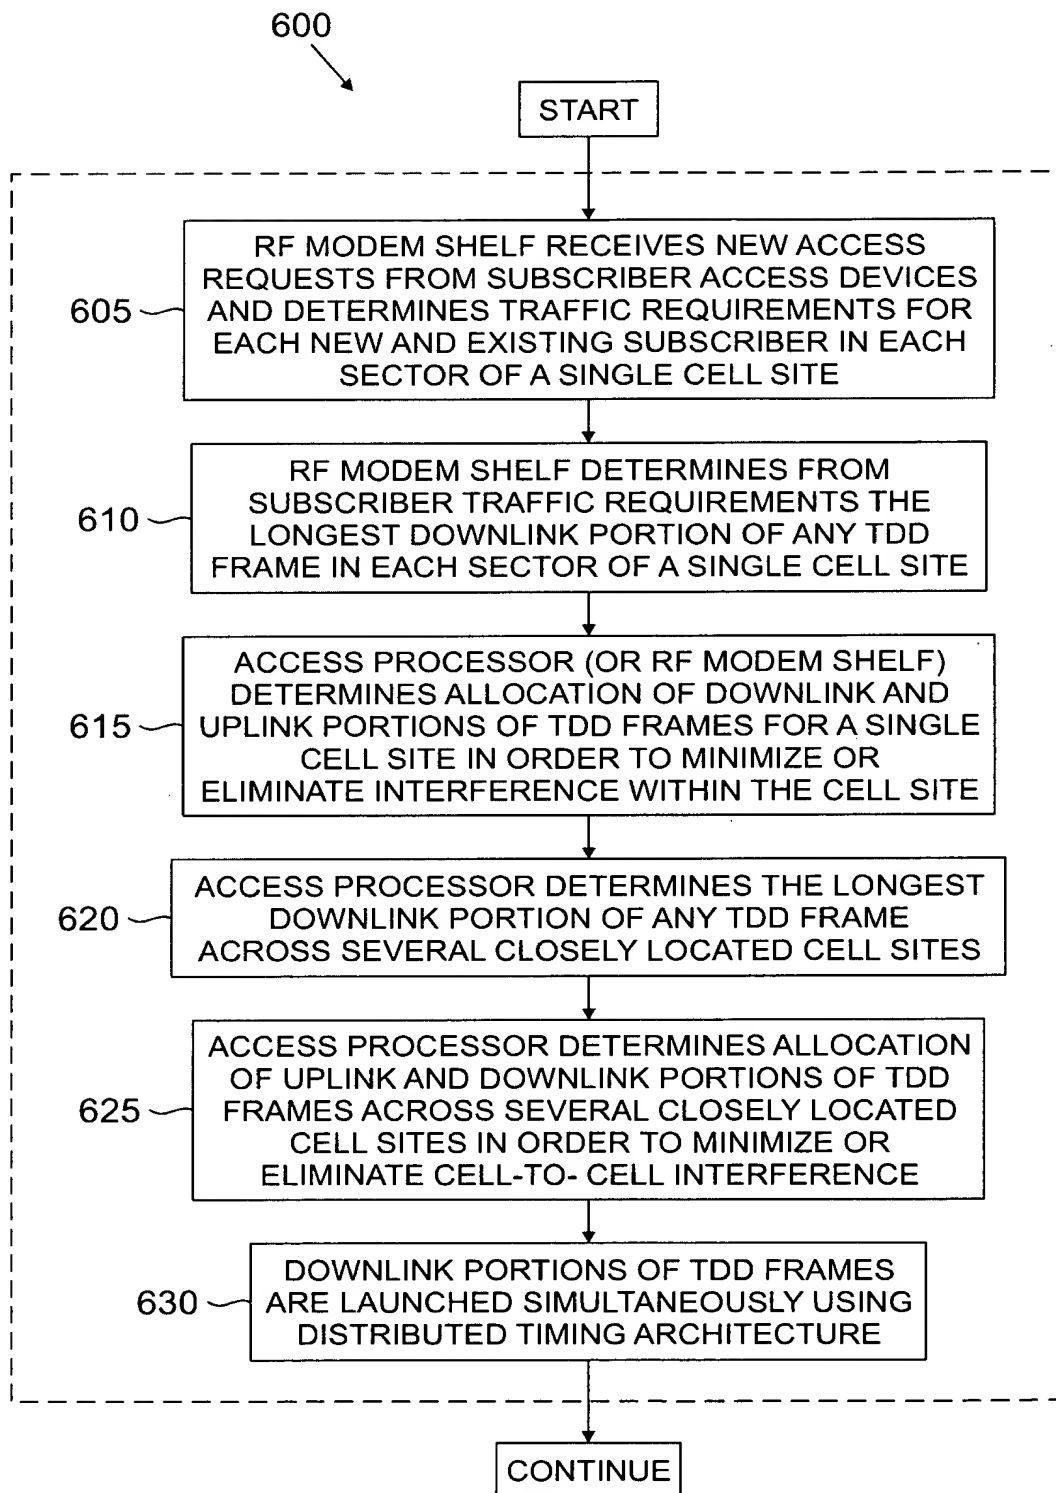 600
START
605
RF MODEM SHELF RECEIVES NEW ACCESS
REQUESTS FROM SUBSCRIBER ACCESS DEVICES
AND DETERMINES TRAFFIC REQUIREMENTS FOR
EACH NEW AND EXISTING SUBSCRIBER IN EACH
SECTOR OF A SINGLE CELL SITE
610
RF MODEM SHELF DETERMINES FROM
SUBSCRIBER TRAFFIC REQUIREMENTS THE
LONGEST DOWNLINK PORTION OF ANY TDD
FRAME IN EACH SECTOR OF A SINGLE CELL SITE
615
ACCESS PROCESSOR (OR RF MODEM SHELF)
DETERMINES ALLOCATION OF DOWNLINK AND
UPLINK PORTIONS OF TDD FRAMES FOR A SINGLE
CELL SITE IN ORDER TO MINIMIZE OR
ELIMINATE INTERFERENCE WITHIN THE CELL SITE
620
ACCESS PROCESSOR DETERMINES THE LONGEST
DOWNLINK PORTION OF ANY TDD FRAME
ACROSS SEVERAL CLOSELY LOCATED CELL SITES
625
ACCESS PROCESSOR DETERMINES ALLOCATION
OF UPLINK AND DOWNLINK PORTIONS OF TDD
FRAMES ACROSS SEVERAL CLOSELY LOCATED
CELL SITES IN ORDER TO MINIMIZE OR
ELIMINATE CELL-TO- CELL INTERFERENCE
630
DOWNLINK PORTIONS OF TDD FRAMES
ARE LAUNCHED SIMULTANEOUSLY USING
DISTRIBUTED TIMING ARCHITECTURE
CONTINUE